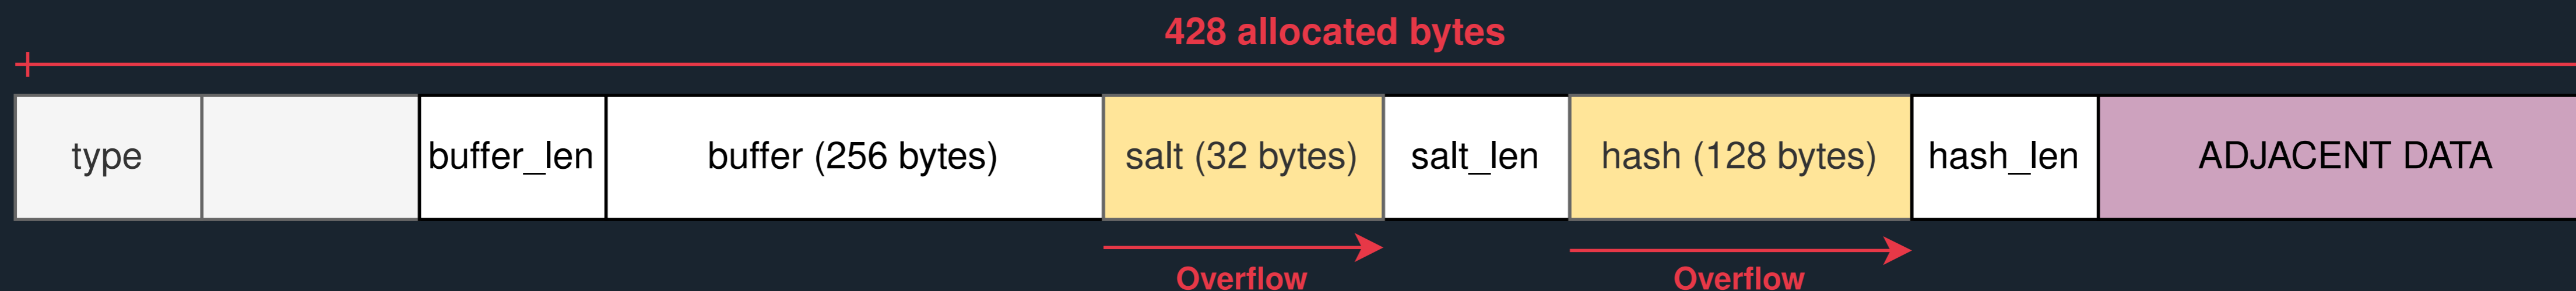 428 allocated bytes
type
buffer_len
buffer (256 bytes)
salt (32 bytes)
salt_len
hash (128 bytes)
hash_len
ADJACENT DATA
Overflow
Overflow